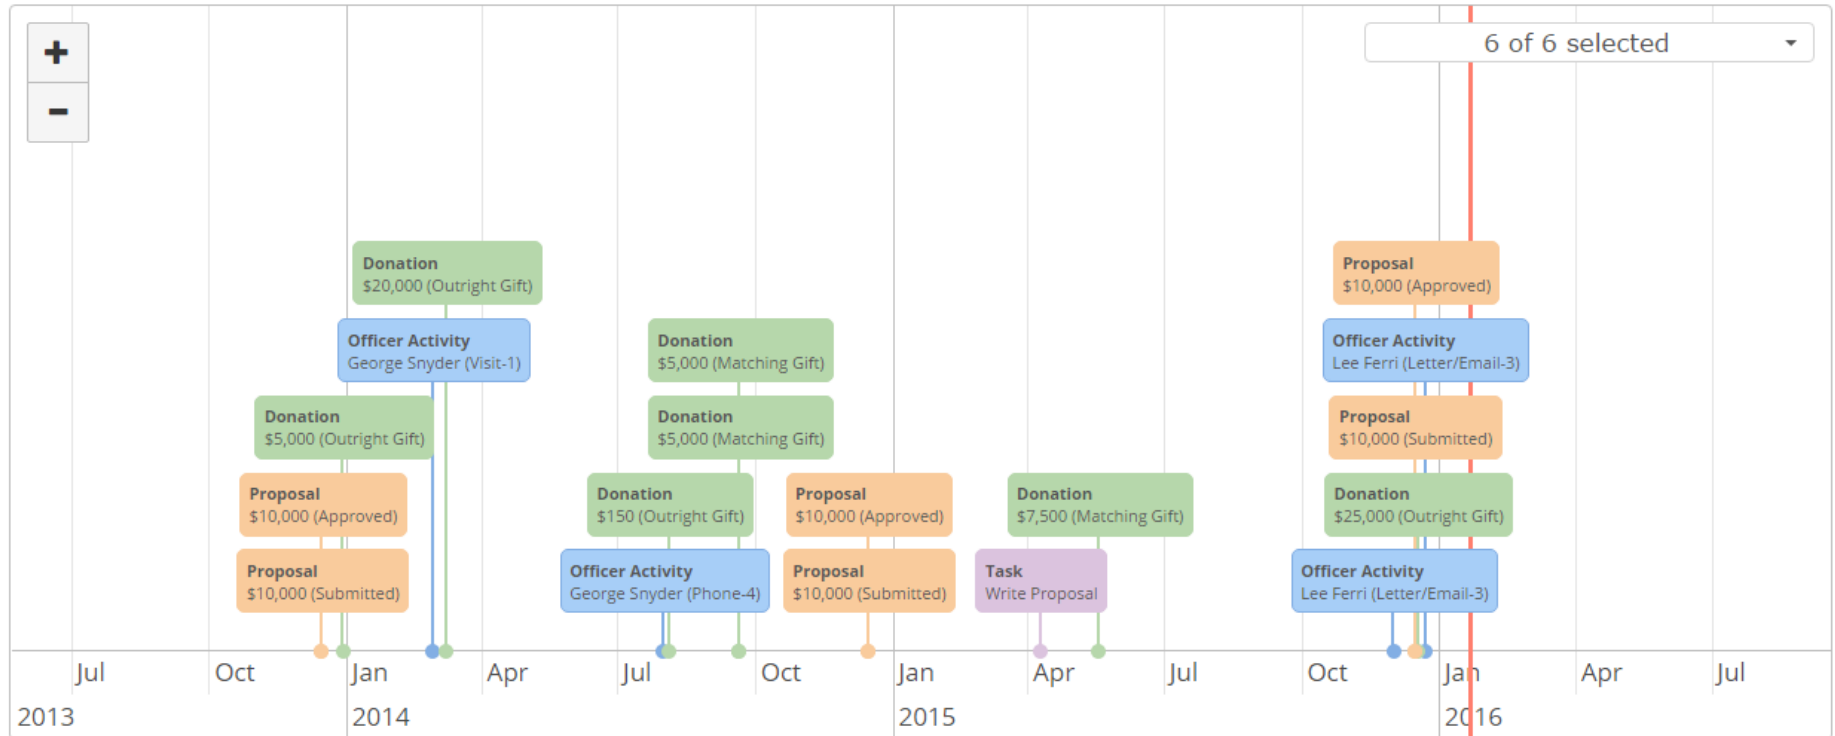 +
6 of 6 selected
−
Donation
$20,000 (Outright Gift)
Proposal
$10,000 (Approved)
Officer Activity
George Snyder (Visit-1)
Donation
$5,000 (Matching Gift)
Officer Activity
Lee Ferri (Letter/Email-3)
Donation
$5,000 (Outright Gift)
Donation
$5,000 (Matching Gift)
Proposal
$10,000 (Submitted)
Proposal
$10,000 (Approved)
Donation
$150 (Outright Gift)
Proposal
$10,000 (Approved)
Donation
$7,500 (Matching Gift)
Donation
$25,000 (Outright Gift)
Proposal
$10,000 (Submitted)
Officer Activity
George Snyder (Phone-4)
Proposal
$10,000 (Submitted)
Task
Write Proposal
Officer Activity
Lee Ferri (Letter/Email-3)
Jul Oct Jan Apr Jul Oct Jan Apr Jul Oct Jan Apr Jul
2013 2014 2015 2016